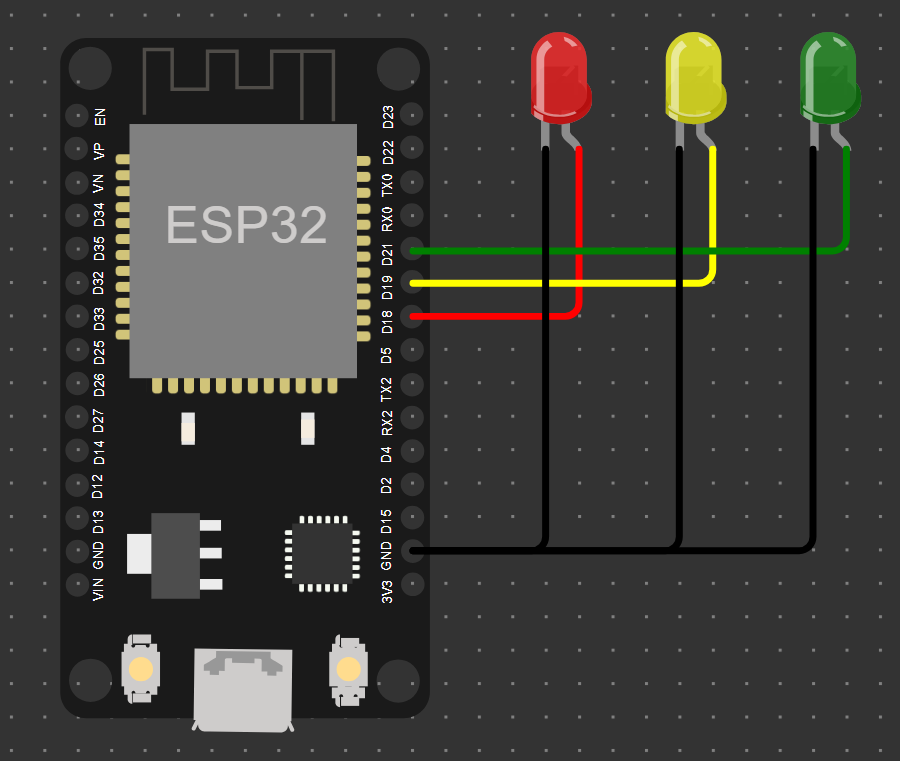 ESP32
EN
VP
VN
D34
D35
D32
D33
D25
D26
D27
D14
D12
D13
GND
VIN
D23
D22
TX0
RX0
D21
D19
D18
D5
TX2
RX2
D4
D2
D15
GND
3V3